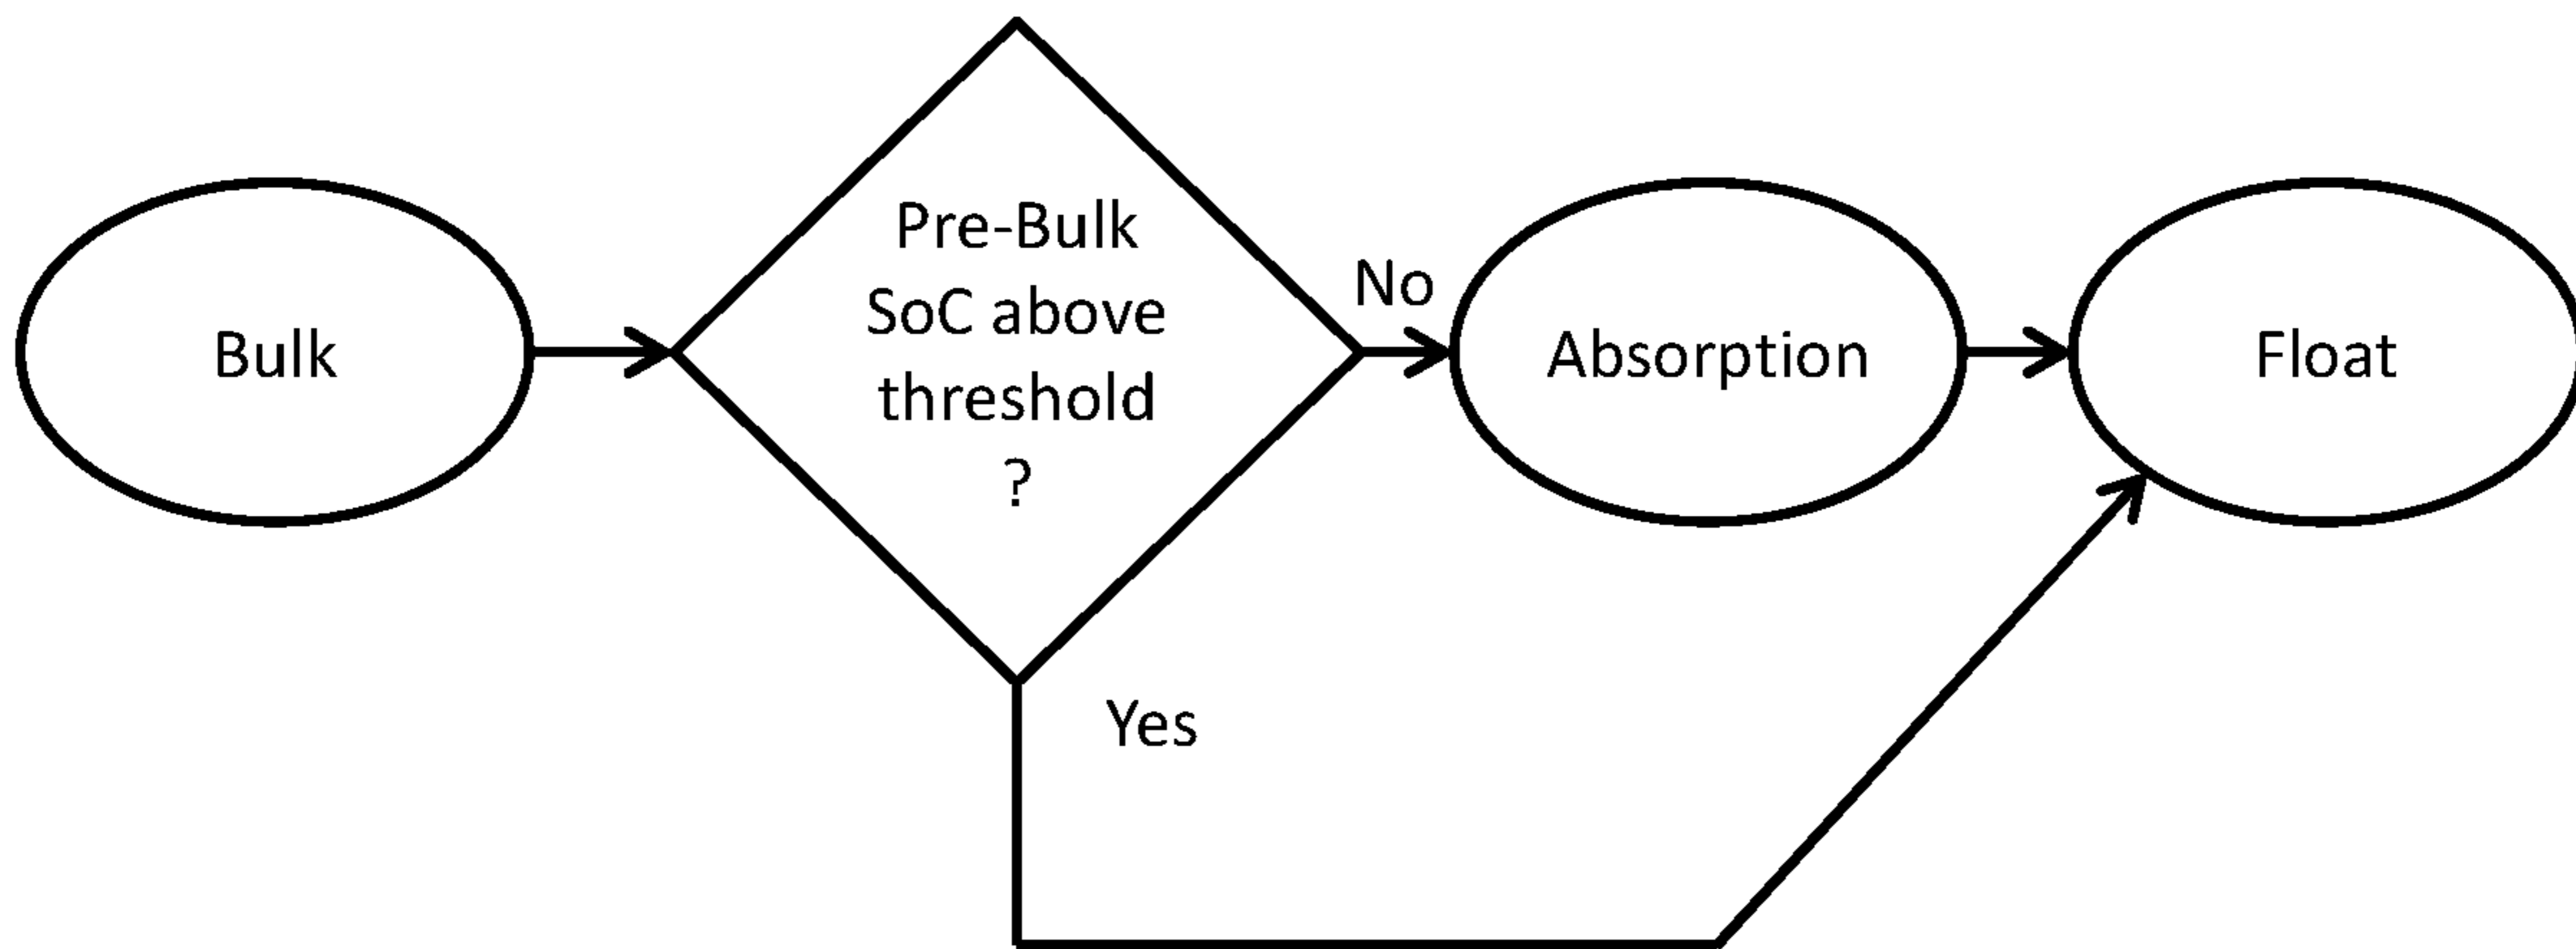 Bulk
Pre-Bulk
SoC above
threshold
?
No
Yes
Absorption
Float